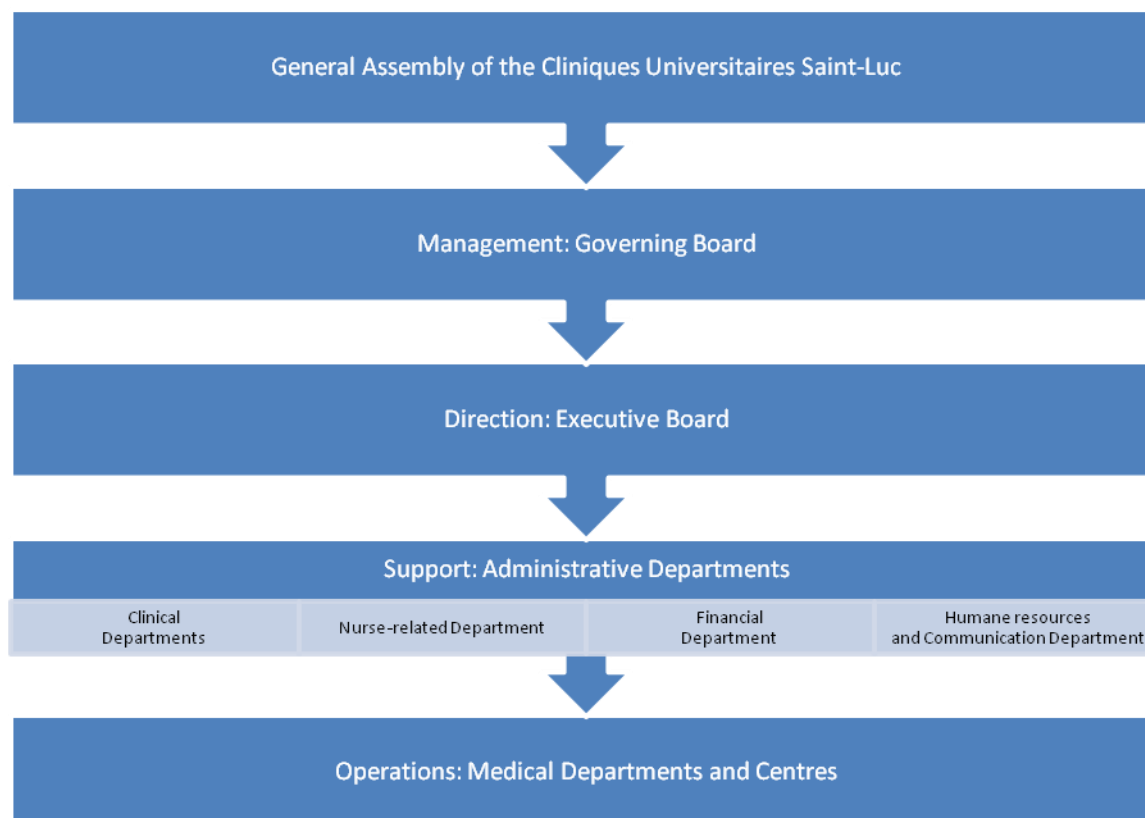 General Assembly of the Cliniques Universitaires Saint-Luc
Management: Governing Board
Direction: Executive Board
Support: Administrative Departments
Clinical
Departments
Nurse-related Department
Financial
Department
Humane resources
and Communication Department
Operations: Medical Departments and Centres